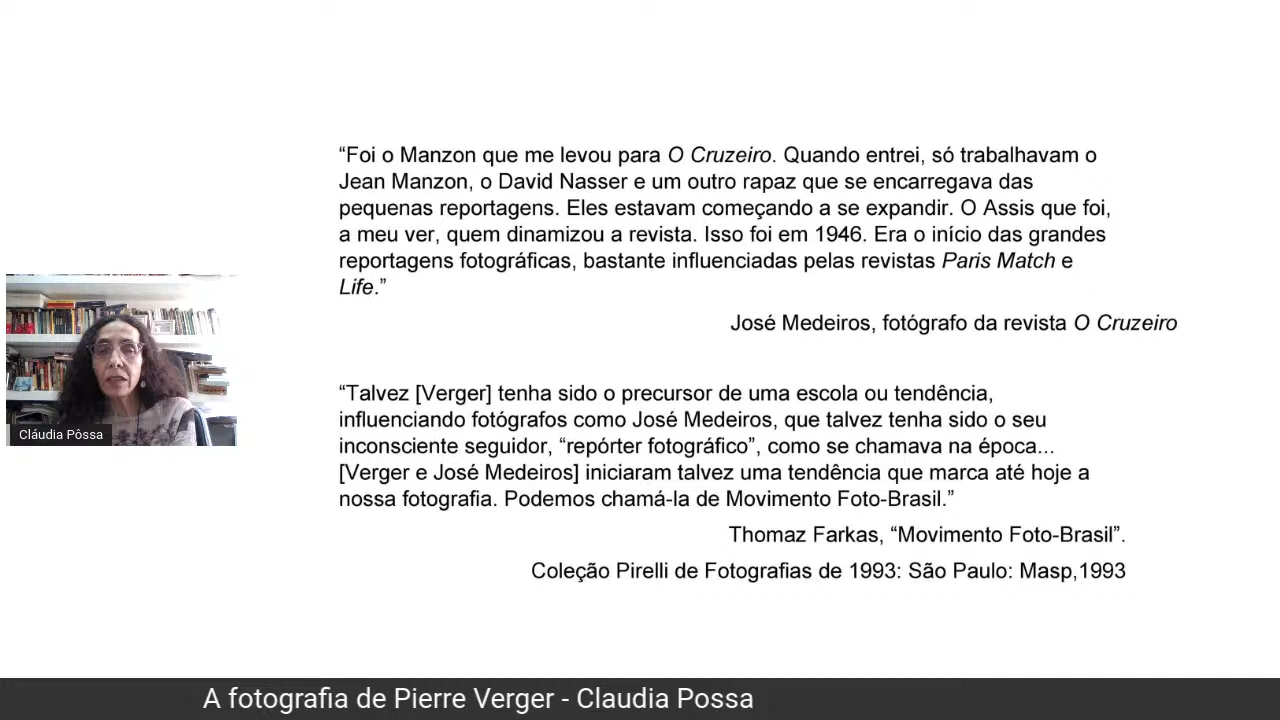 “Foi o Manzon que me levou para O Cruzeiro. Quando entrei, só trabalhavam o
Jean Manzon, o David Nasser e um outro rapaz que se encarregava das
pequenas reportagens. Eles estavam começando a se expandir. O Assis que foi,
a meu ver, quem dinamizou a revista. Isso foi em 1946. Era o início das grandes
reportagens fotográficas, bastante influenciadas pelas revistas Paris Match e
Life.”
José Medeiros, fotógrafo da revista O Cruzeiro
“Talvez [Verger] tenha sido o precursor de uma escola ou tendência,
influenciando fotógrafos como José Medeiros, que talvez tenha sido o seu
inconsciente seguidor, “repórter fotográfico”, como se chamava na época...
[Verger e José Medeiros] iniciaram talvez uma tendência que marca até hoje a
nossa fotografia. Podemos chamá-la de Movimento Foto-Brasil.”
Thomaz Farkas, “Movimento Foto-Brasil”.
Coleção Pirelli de Fotografias de 1993: São Paulo: Masp,1993
Cláudia Pôssa
A fotografia de Pierre Verger - Claudia Possa